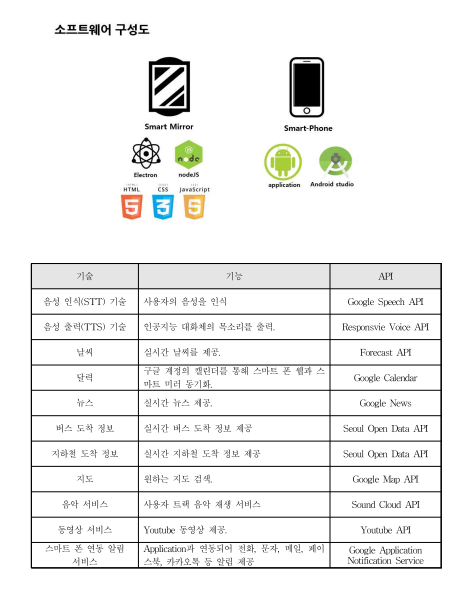 소프트웨어 구성도
Smart Mirror
Smart-Phone
Electron
nodeJS
application
Android studio
HTML
CSS
JavaScript
기술
기능
API
음성 인식(STT) 기술
사용자의 음성을 인식
Google Speech API
음성 출력(TTS) 기술
인공지능 대화체의 목소리를 출력.
Responsvie Voice API
날씨
실시간 날씨를 제공.
Forecast API
달력
구글 계정의 캘린더를 통해 스마트 폰 웹과 스
마트 미러 동기화.
Google Calendar
뉴스
실시간 뉴스 제공.
Google News
버스 도착 정보
실시간 버스 도착 정보 제공
Seoul Open Data API
지하철 도착 정보
실시간 지하철 도착 정보 제공
Seoul Open Data API
지도
원하는 지도 검색.
Google Map API
음악 서비스
사용자 트랙 음악 재생 서비스
Sound Cloud API
동영상 서비스
Youtube 동영상 제공.
Youtube API
스마트 폰 연동 알림
서비스
Application과 연동되어 전화, 문자, 메일, 페이
스북, 카카오톡 등 알림 제공
Google Application
Notification Service